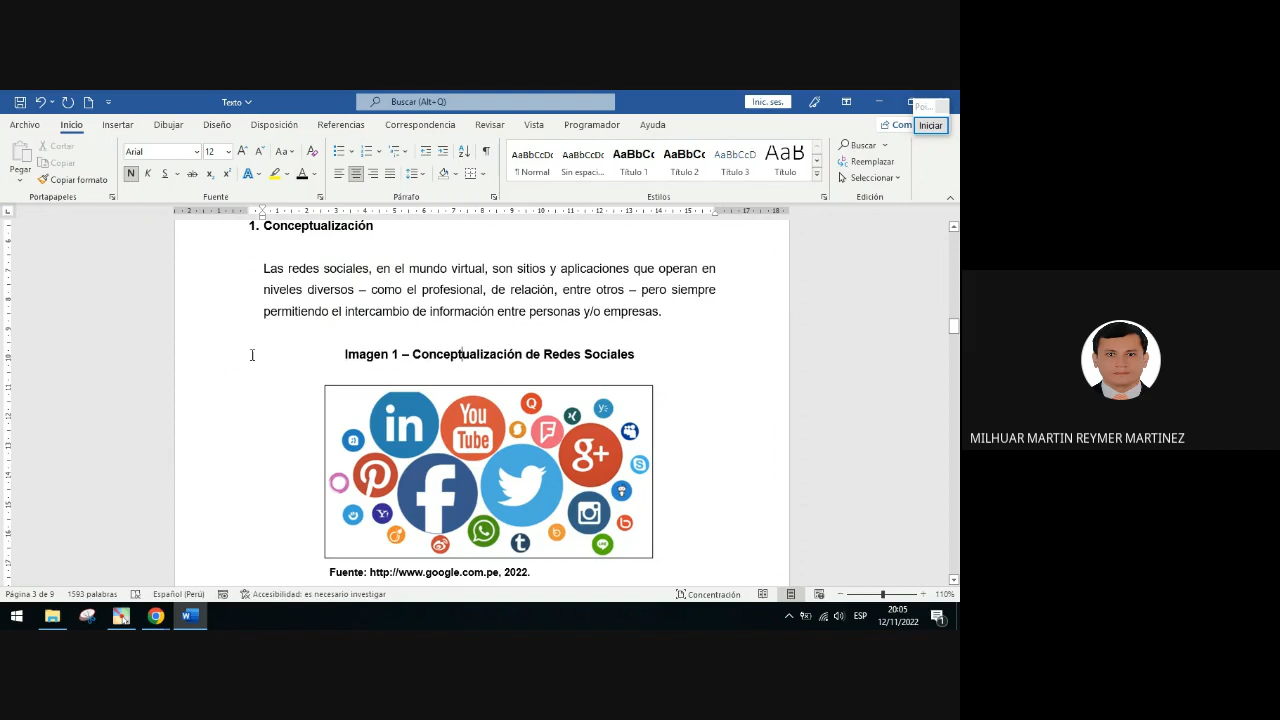 Texto
Buscar (Alt+Q)
Inic. ses.
Poi...
Archivo Inicio Insertar Dibujar Diseño Disposición Referencias Correspondencia Revisar Vista Programador Ayuda
Com
Iniciar
Pegar
Cortar
Copiar
Copiar formato
Portapapeles
Arial 12
Fuente
Párrafo
AaBbCcDc AaBbCcDc AaBbCc AaBbCc AaBbCcD AaB
¶ Normal Sin espaci... Título 1 Título 2 Título 3 Título
Estilos
Buscar
Reemplazar
Seleccionar
Edición
1. Conceptualización
Las redes sociales, en el mundo virtual, son sitios y aplicaciones que operan en
niveles diversos – como el profesional, de relación, entre otros – pero siempre
permitiendo el intercambio de información entre personas y/o empresas.
Imagen 1 – Conceptualización de Redes Sociales
in
You
Tube
g+
Fuente: http://www.google.com.pe, 2022.
MILHUAR MARTIN REYMER MARTINEZ
Página 3 de 9 1593 palabras Español (Perú) Accesibilidad: es necesario investigar Concentración 110%
ESP
20:05
12/11/2022